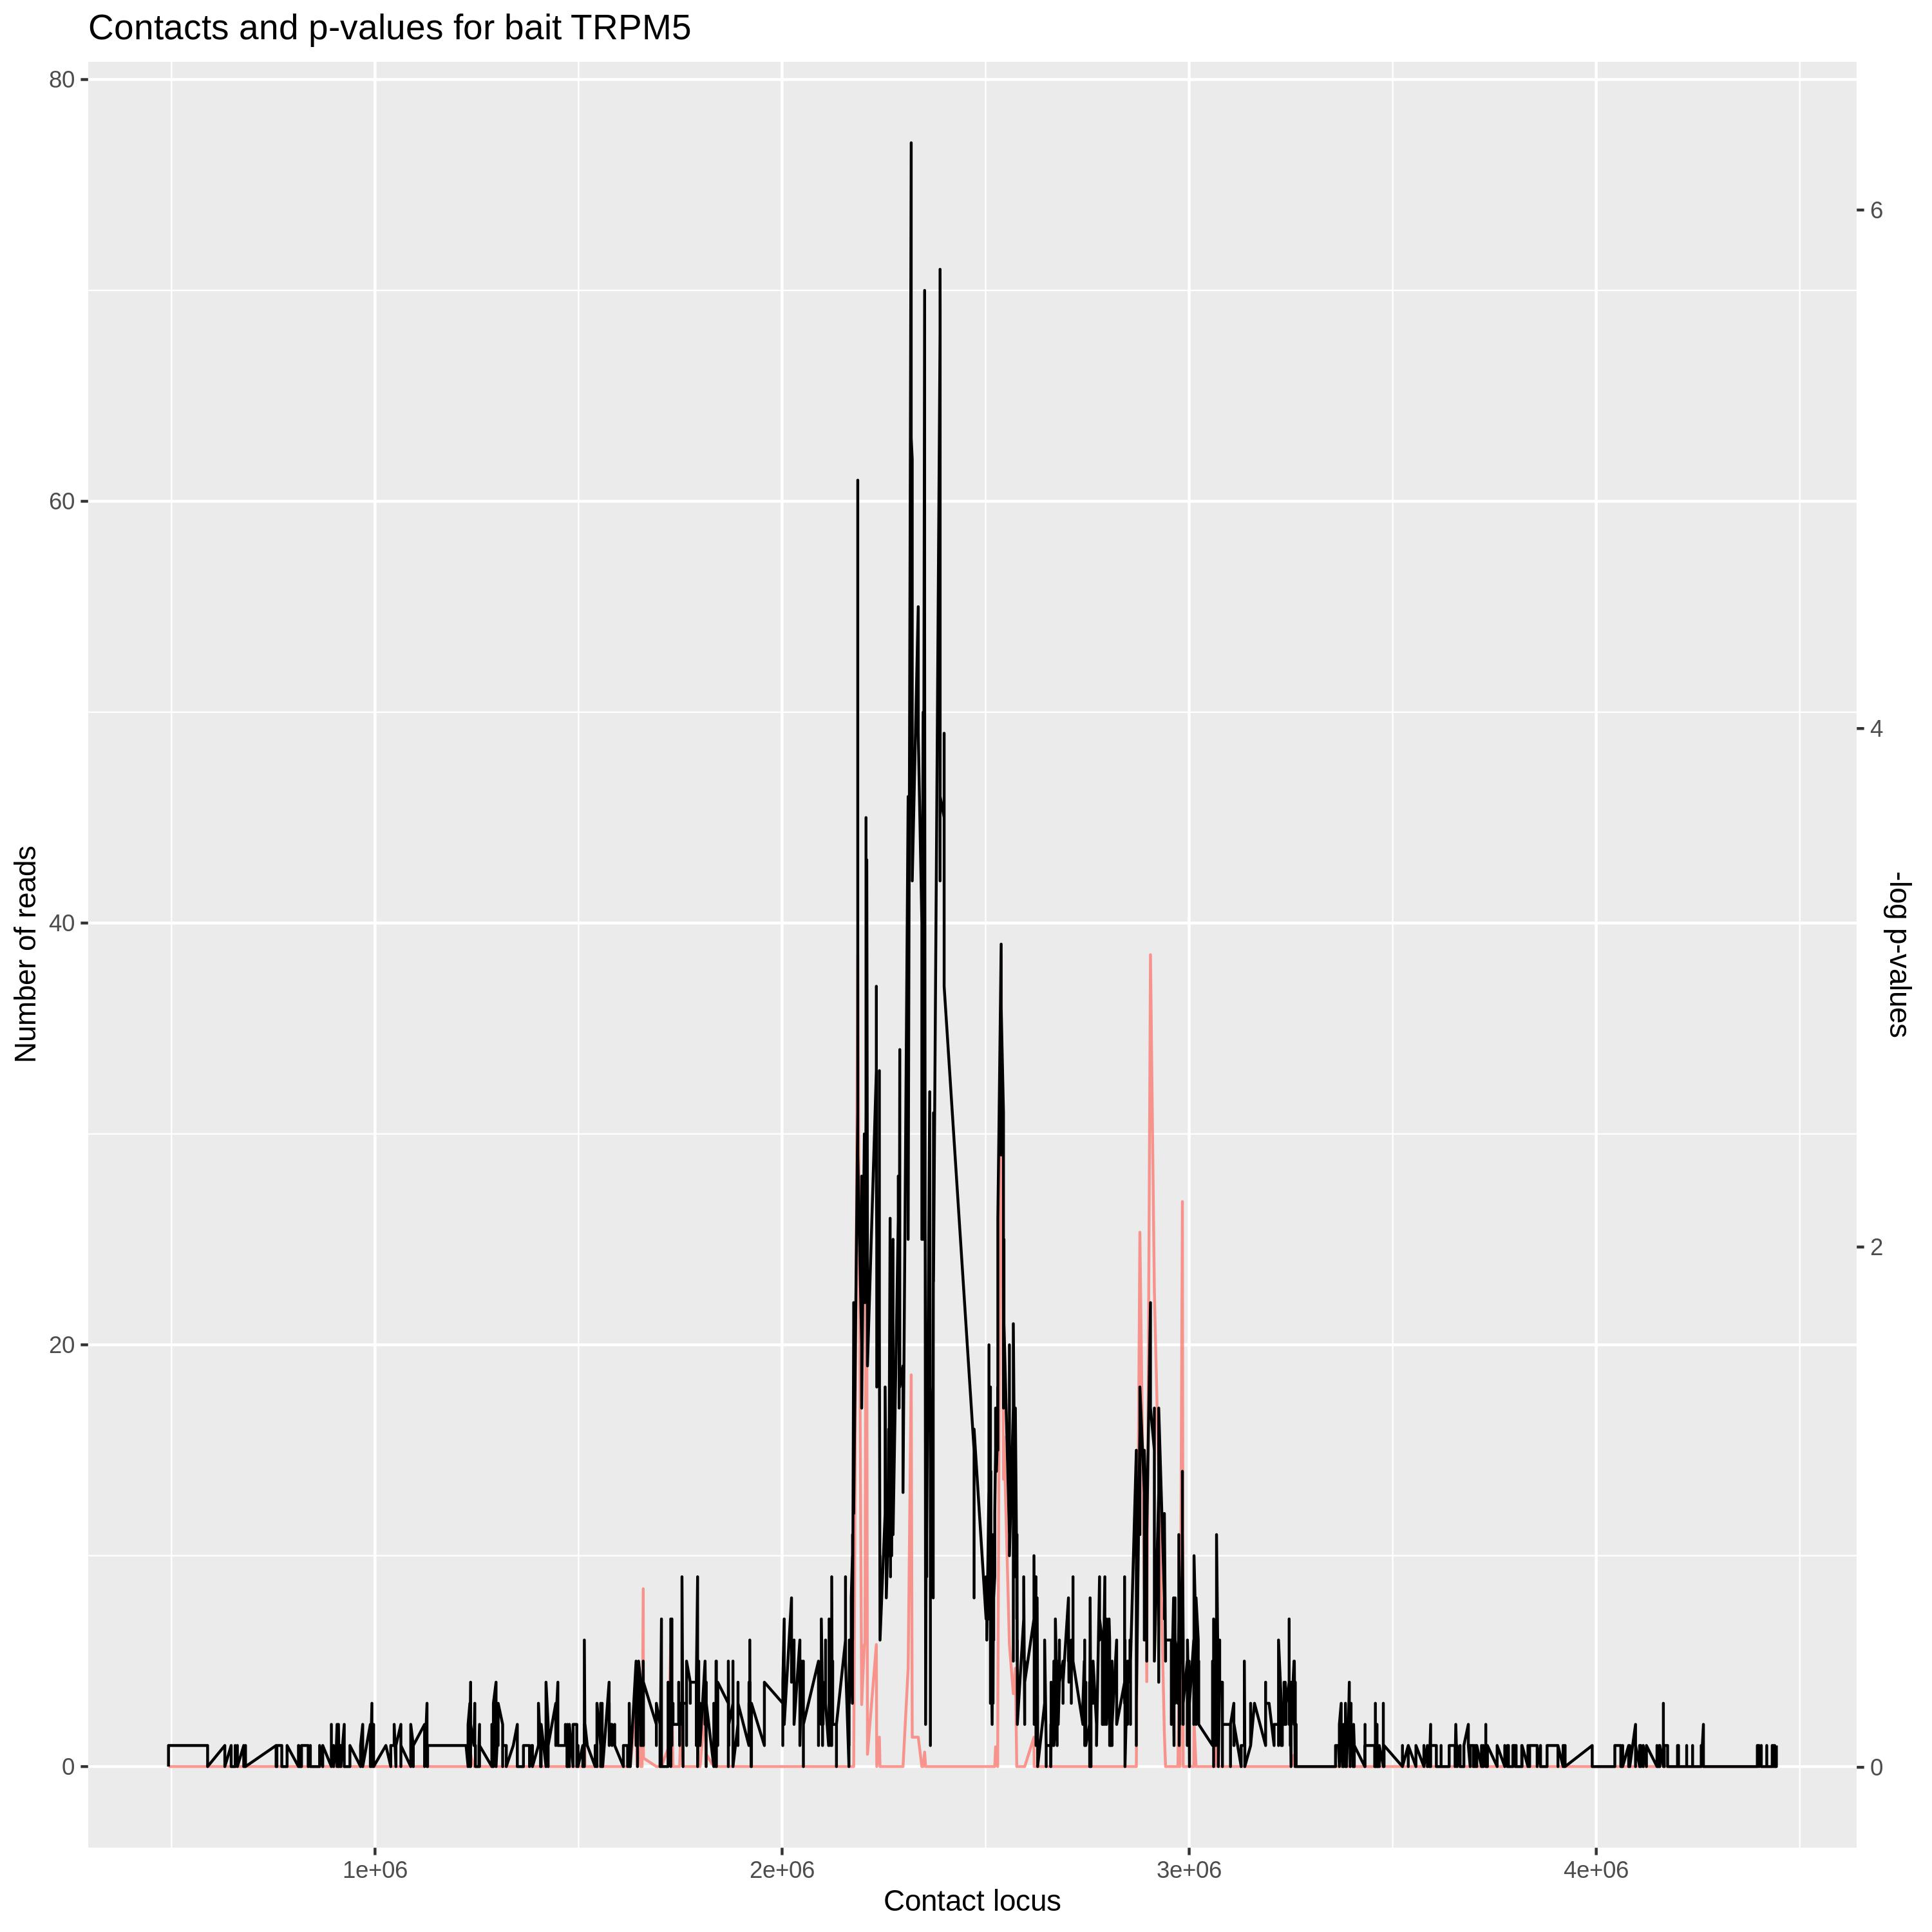 Contacts and p-values for bait TRPM5
80
60
40
20
0
Number of reads
6
4
2
0
-log p-values
1e+06
2e+06
3e+06
4e+06
Contact locus